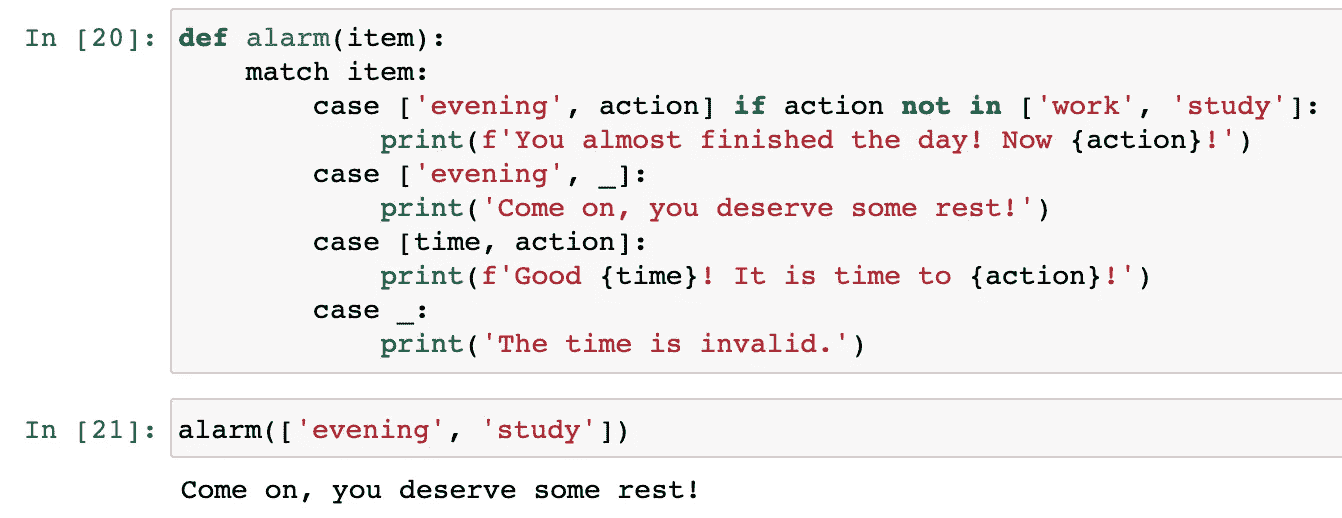 In [20]: def alarm(item):
    match item:
        case ['evening', action] if action not in ['work', 'study']:
            print(f'You almost finished the day! Now {action}!')
        case ['evening', _]:
            print('Come on, you deserve some rest!')
        case [time, action]:
            print(f'Good {time}! It is time to {action}!')
        case _:
            print('The time is invalid.')
In [21]: alarm(['evening', 'study'])
Come on, you deserve some rest!